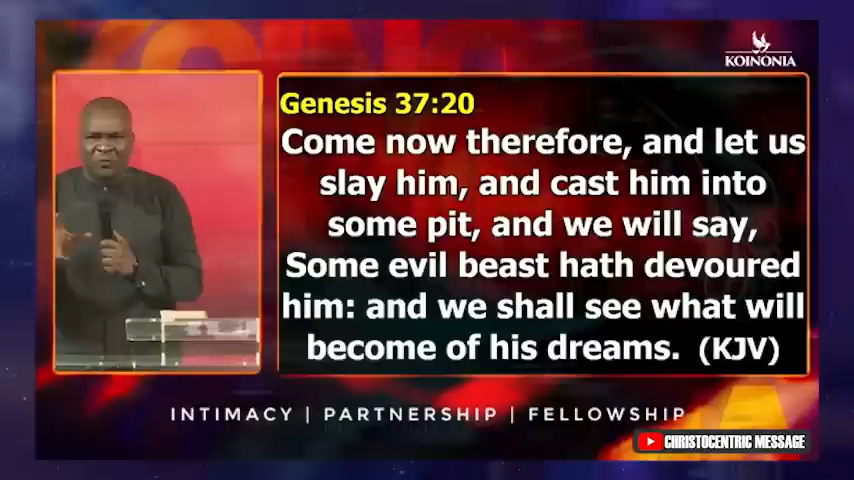 KOINONIA
Genesis 37:20
Come now therefore, and let us
slay him, and cast him into
some pit, and we will say,
Some evil beast hath devoured
him: and we shall see what will
become of his dreams. (KJV)
INTIMACY | PARTNERSHIP | FELLOWSHIP
CHRISTOCENTRIC MESSAGE